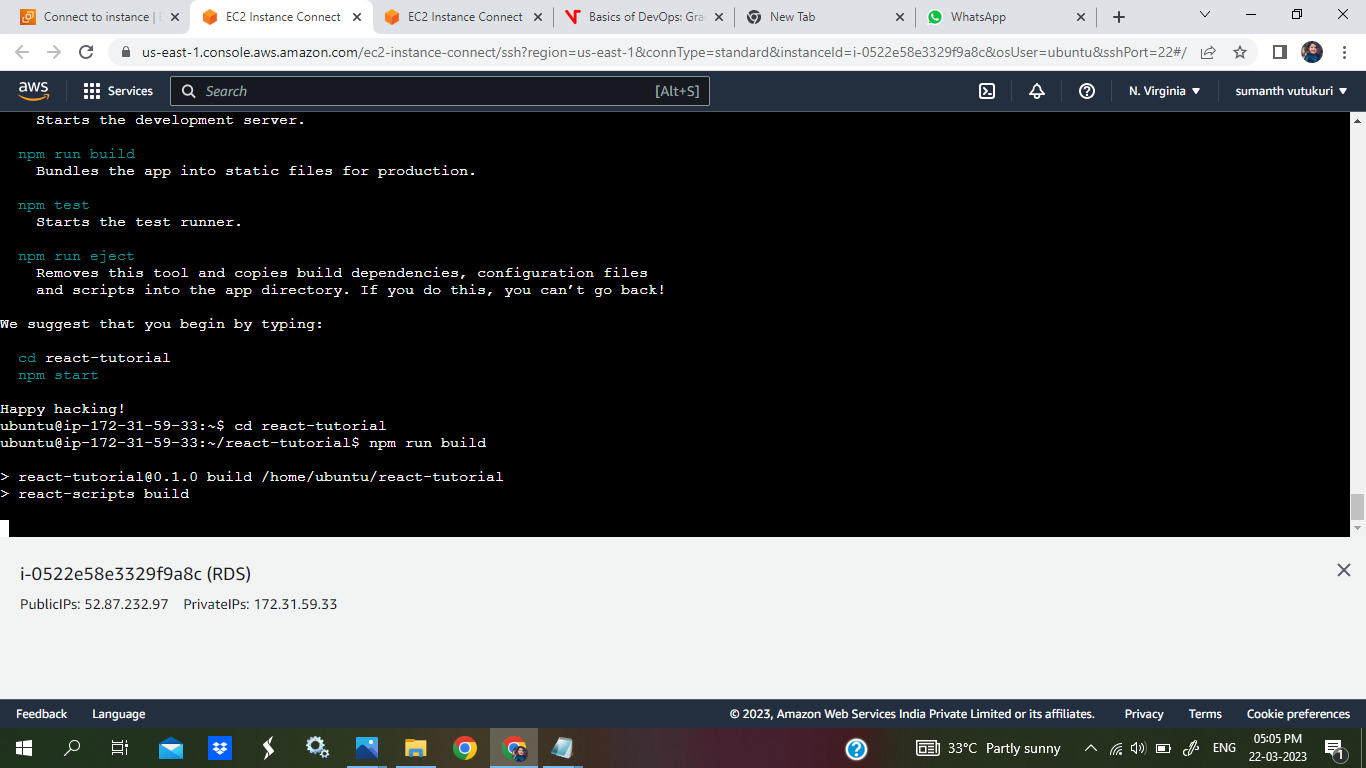 Connect to instance | E
EC2 Instance Connect
EC2 Instance Connect
Basics of DevOps: Gra
New Tab
WhatsApp
us-east-1.console.aws.amazon.com/ec2-instance-connect/ssh?region=us-east-1&connType=standard&instanceId=i-0522e58e3329f9a8c&osUser=ubuntu&sshPort=22#/
aws
Services
Search
[Alt+S]
N. Virginia
sumanth vutukuri
Starts the development server.
npm run build
Bundles the app into static files for production.
npm test
Starts the test runner.
npm run eject
Removes this tool and copies build dependencies, configuration files
and scripts into the app directory. If you do this, you can’t go back!
We suggest that you begin by typing:
cd react-tutorial
npm start
Happy hacking!
ubuntu@ip-172-31-59-33:~$ cd react-tutorial
ubuntu@ip-172-31-59-33:~/react-tutorial$ npm run build
> react-tutorial@0.1.0 build /home/ubuntu/react-tutorial
> react-scripts build
i-0522e58e3329f9a8c (RDS)
PublicIPs: 52.87.232.97 PrivateIPs: 172.31.59.33
Feedback
Language
© 2023, Amazon Web Services India Private Limited or its affiliates.
Privacy
Terms
Cookie preferences
33°C Partly sunny
ENG
05:05 PM
22-03-2023
1